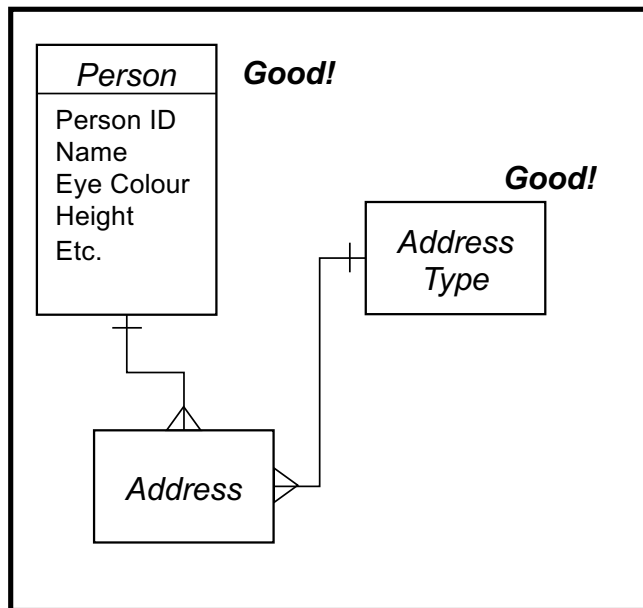 Person
Good!
Person ID
Name
Eye Colour
Height
Etc.
Good!
Address
Type
Address